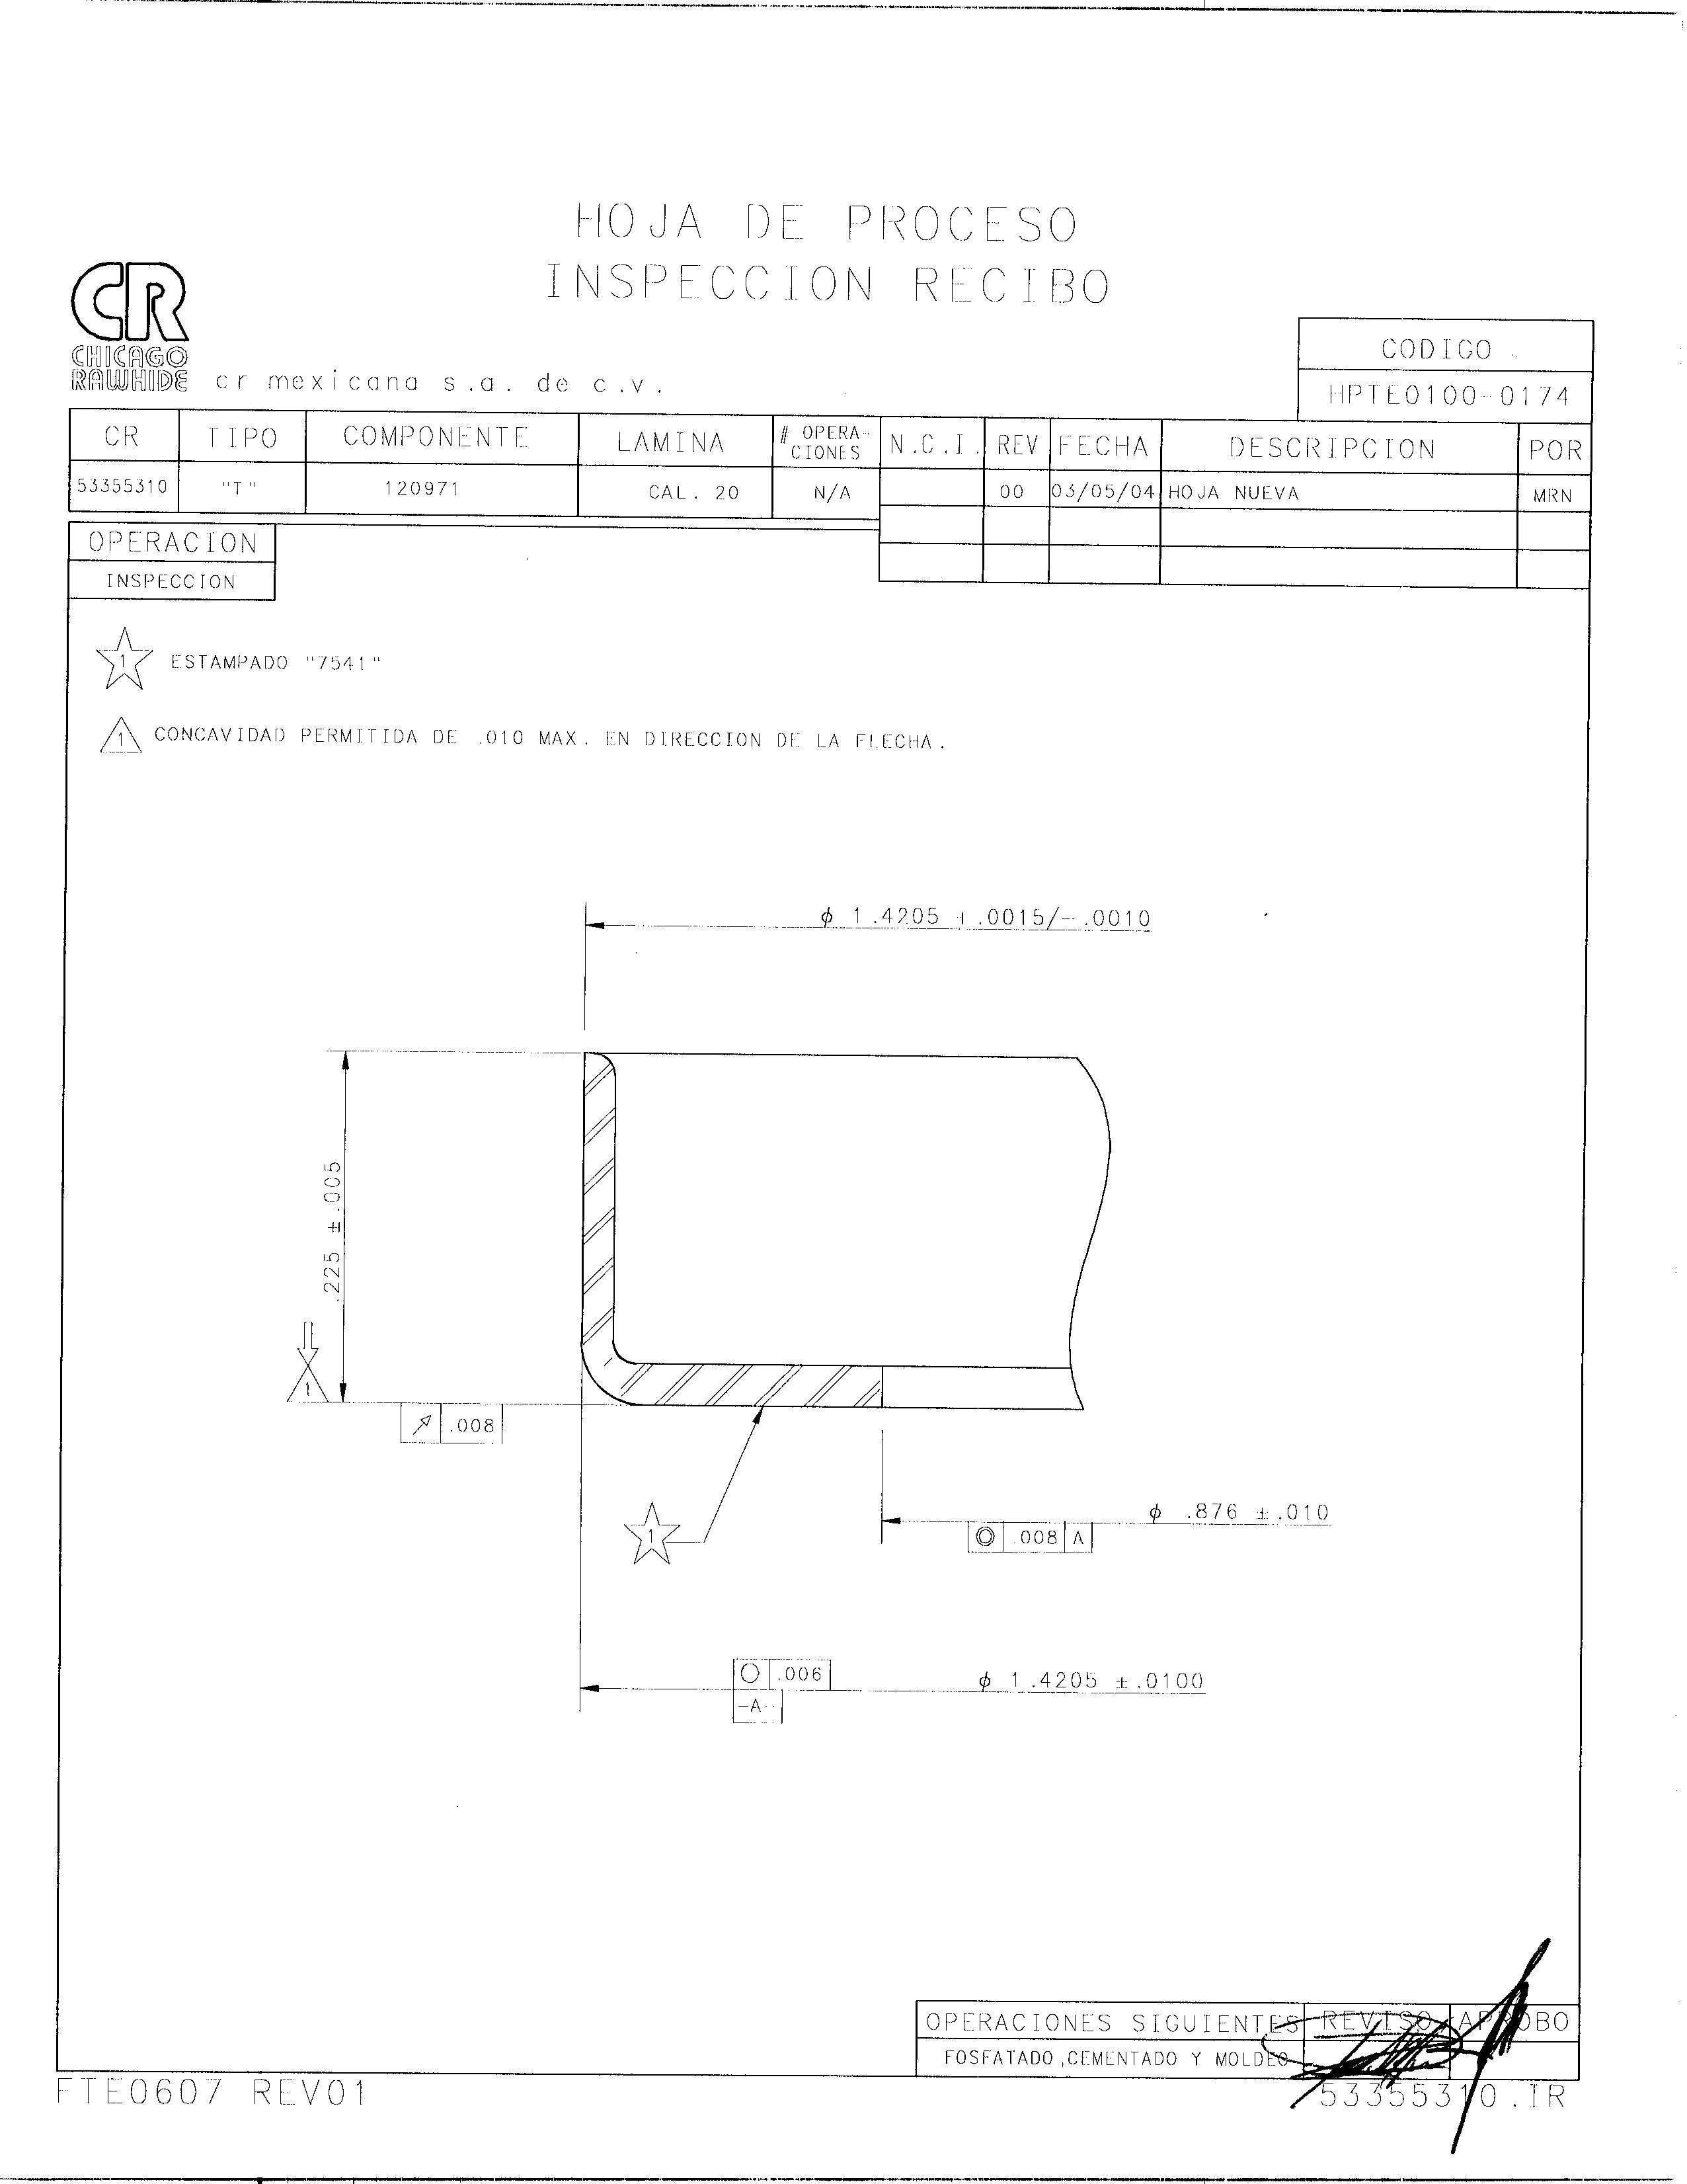 HOJA DE PROCESO
INSPECCION RECIBO
CR
CHICAGO
RAWHIDE
cr mexicana s.a. de c.v.
CODIGO
HPTE0100-0174
CR TIPO COMPONENTE LAMINA # OPERA-CIONES N.C.I. REV FECHA DESCRIPCION POR
53355310 "T" 120971 CAL. 20 N/A 00 03/05/04 HOJA NUEVA MRN
OPERACION
INSPECCION
1 ESTAMPADO "7541"
1 CONCAVIDAD PERMITIDA DE .010 MAX. EN DIRECCION DE LA FLECHA.
ϕ 1.4205 +.0015/-.0010
.225 ±.005
1
.008
ϕ .876 ±.010
.008 A
1
.006
ϕ 1.4205 ±.0100
-A-
OPERACIONES SIGUIENTES REVISO APROBO
FOSFATADO,CEMENTADO Y MOLDEO
FTE0607 REV01
53355310.IR